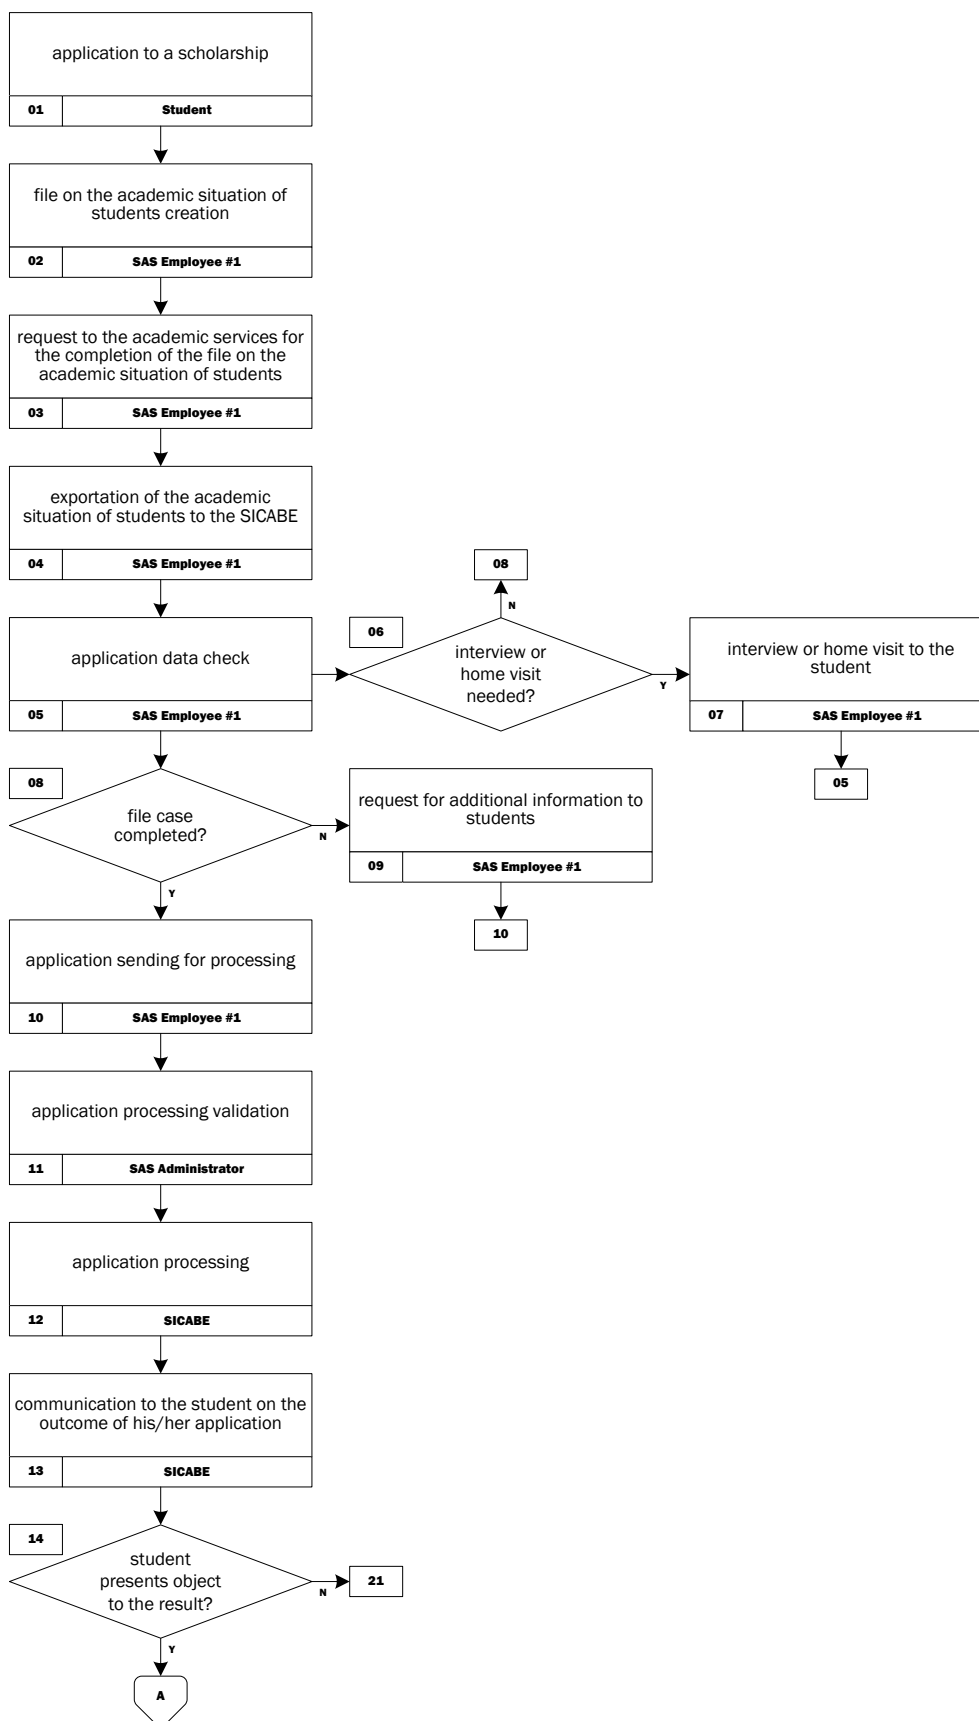 application to a scholarship
01 Student
file on the academic situation of
students creation
02 SAS Employee #1
request to the academic services for
the completion of the file on the
academic situation of students
03 SAS Employee #1
exportation of the academic
situation of students to the SICABE
04 SAS Employee #1
08
N
application data check
05 SAS Employee #1
06
interview or
home visit
needed?
Y
interview or home visit to the
student
07 SAS Employee #1
05
08
file case
completed?
N
Y
request for additional information to
students
09 SAS Employee #1
10
application sending for processing
10 SAS Employee #1
application processing validation
11 SAS Administrator
application processing
12 SICABE
communication to the student on the
outcome of his/her application
13 SICABE
14
student
presents object
to the result?
N
21
Y
A